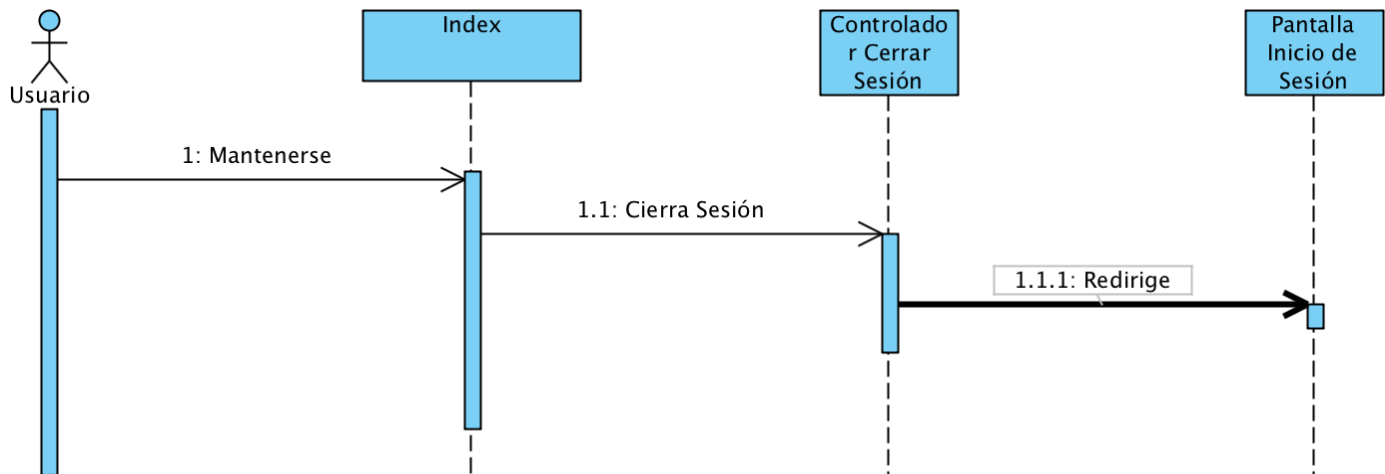 Usuario
Index
Controlado
r Cerrar
Sesión
Pantalla
Inicio de
Sesión
1: Mantenerse
1.1: Cierra Sesión
1.1.1: Redirige